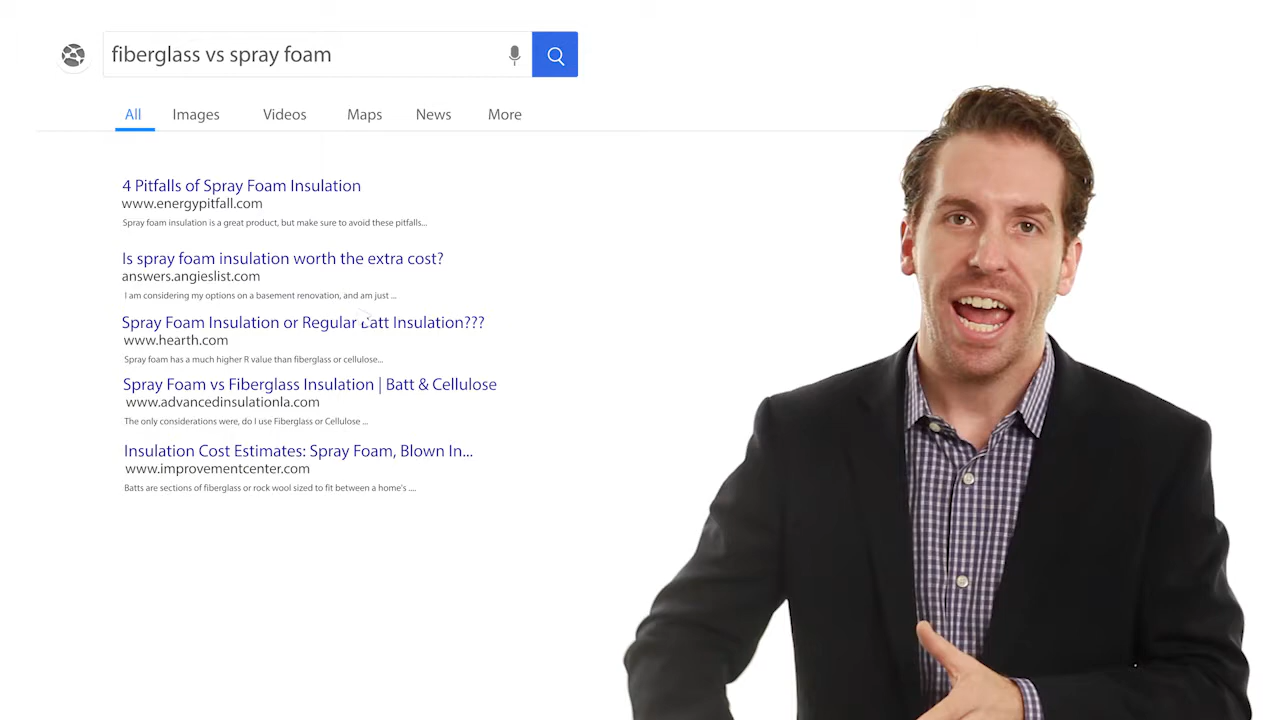 fiberglass vs spray foam
All Images Videos Maps News More
4 Pitfalls of Spray Foam Insulation
www.energypitfall.com
Spray foam insulation is a great product, but make sure to avoid these pitfalls...
Is spray foam insulation worth the extra cost?
answers.angieslist.com
I am considering my options on a basement renovation, and am just ...
Spray Foam Insulation or Regular Batt Insulation???
www.hearth.com
Spray foam has a much higher R value than fiberglass or cellulose...
Spray Foam vs Fiberglass Insulation | Batt & Cellulose
www.advancedinsulationla.com
The only considerations were, do I use Fiberglass or Cellulose ...
Insulation Cost Estimates: Spray Foam, Blown In...
www.improvementcenter.com
Batts are sections of fiberglass or rock wool sized to fit between a home's ....